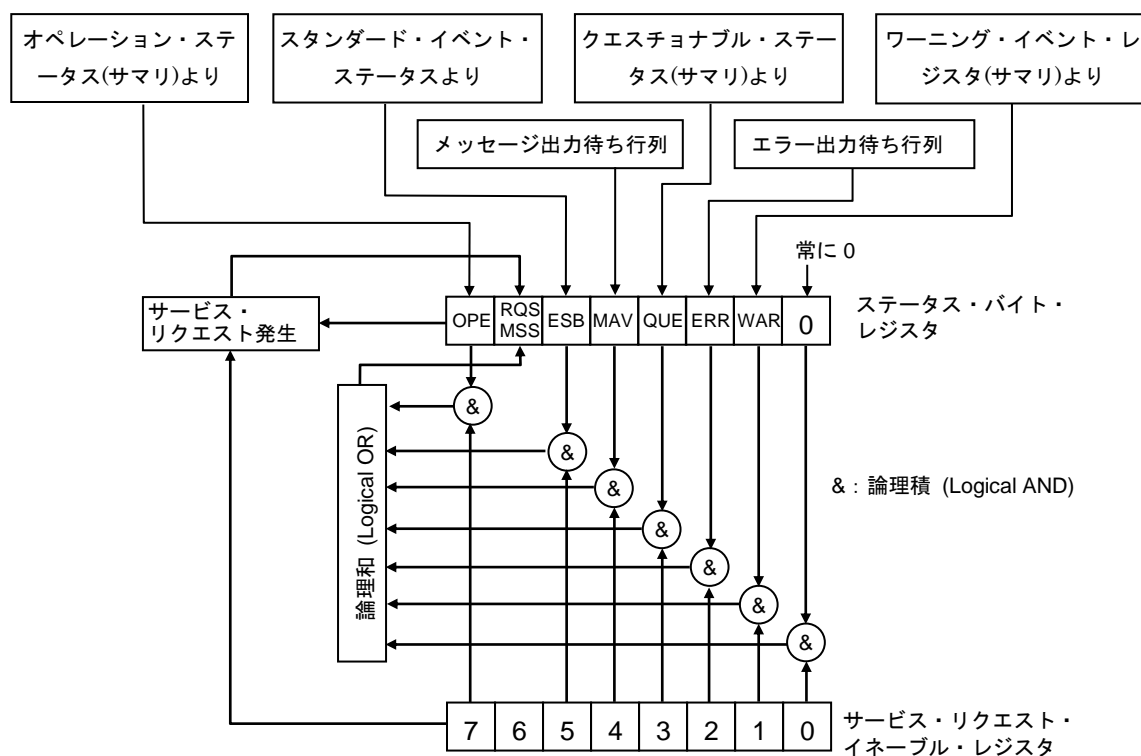 オペレーション・ステ
ータス(サマリ)より
スタンダード・イベント・
ステータスより
クエスチョナブル・ステー
タス(サマリ)より
ワーニング・イベント・レ
ジスタ(サマリ)より
メッセージ出力待ち行列
エラー出力待ち行列
常に 0
サービス・
リクエスト発生
OPE
RQS
MSS
ESB
MAV
QUE
ERR
WAR
0
ステータス・バイト・
レジスタ
&
&
&
&
&
&
&
論理和 (Logical OR)
&:論理積 (Logical AND)
7
6
5
4
3
2
1
0
サービス・リクエスト・
イネーブル・レジスタ